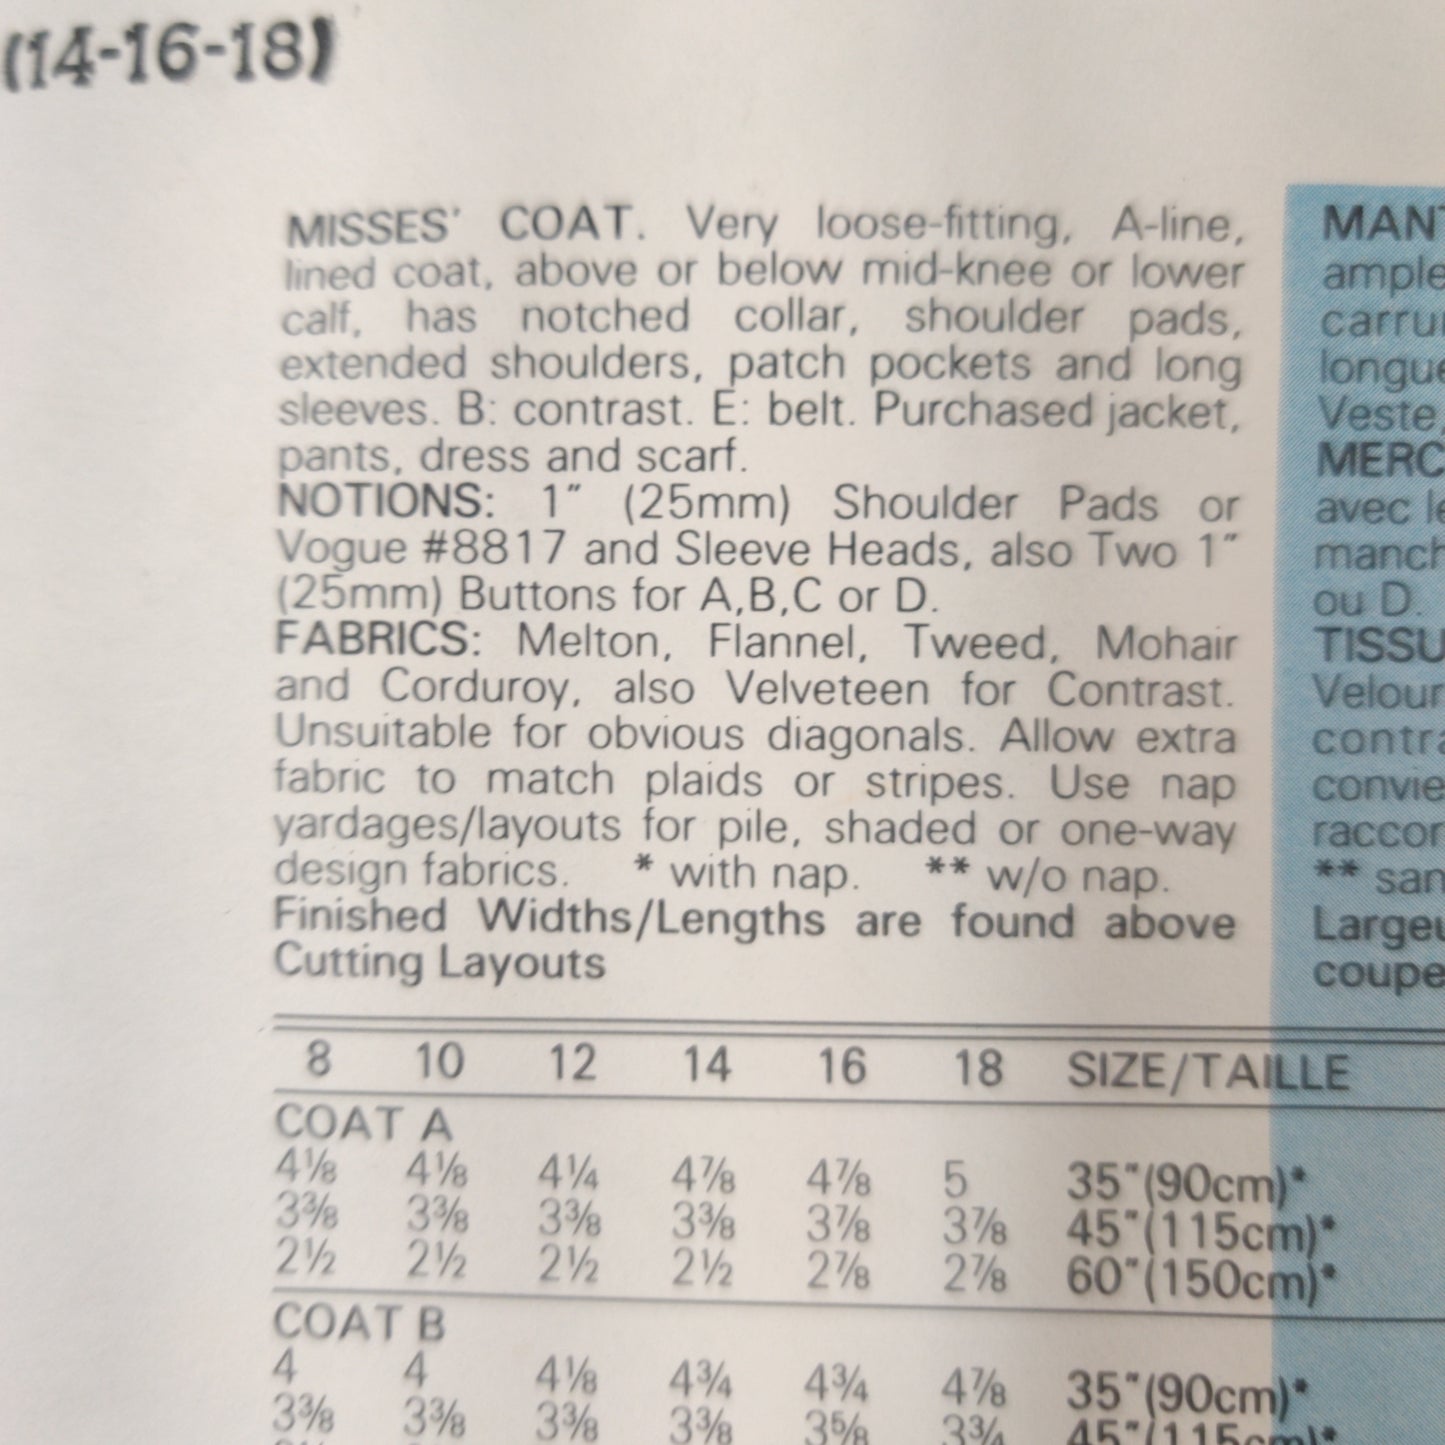 (14-16-18)
MISSES' COAT. Very loose-fitting, A-line,
lined coat, above or below mid-knee or lower
calf, has notched collar, shoulder pads,
extended shoulders, patch pockets and long
sleeves. B: contrast. E: belt. Purchased jacket,
pants, dress and scarf.
NOTIONS: 1" (25mm) Shoulder Pads or
Vogue #8817 and Sleeve Heads, also Two 1"
(25mm) Buttons for A,B,C or D.
FABRICS: Melton, Flannel, Tweed, Mohair
and Corduroy, also Velveteen for Contrast.
Unsuitable for obvious diagonals. Allow extra
fabric to match plaids or stripes. Use nap
yardages/layouts for pile, shaded or one-way
design fabrics. * with nap. ** w/o nap.
Finished Widths/Lengths are found above
Cutting Layouts
MANT
ample
carru
longue
Veste,
MERC
avec le
manch
ou D.
TISSU
Velour
contra
convie
raccor
** san
Largeu
coupe
8 10 12 14 16 18 SIZE/TAILLE
COAT A
4⅛ 4⅛ 4¼ 4⅞ 4⅞ 5 35"(90cm)*
3⅜ 3⅜ 3⅜ 3⅜ 3⅞ 3⅞ 45"(115cm)*
2½ 2½ 2½ 2½ 2⅞ 2⅞ 60"(150cm)*
COAT B
4 4 4⅛ 4¾ 4¾ 4⅞ 35"(90cm)*
3⅜ 3⅜ 3⅜ 3⅜ 3⅝ 3¾ 45"(115cm)*